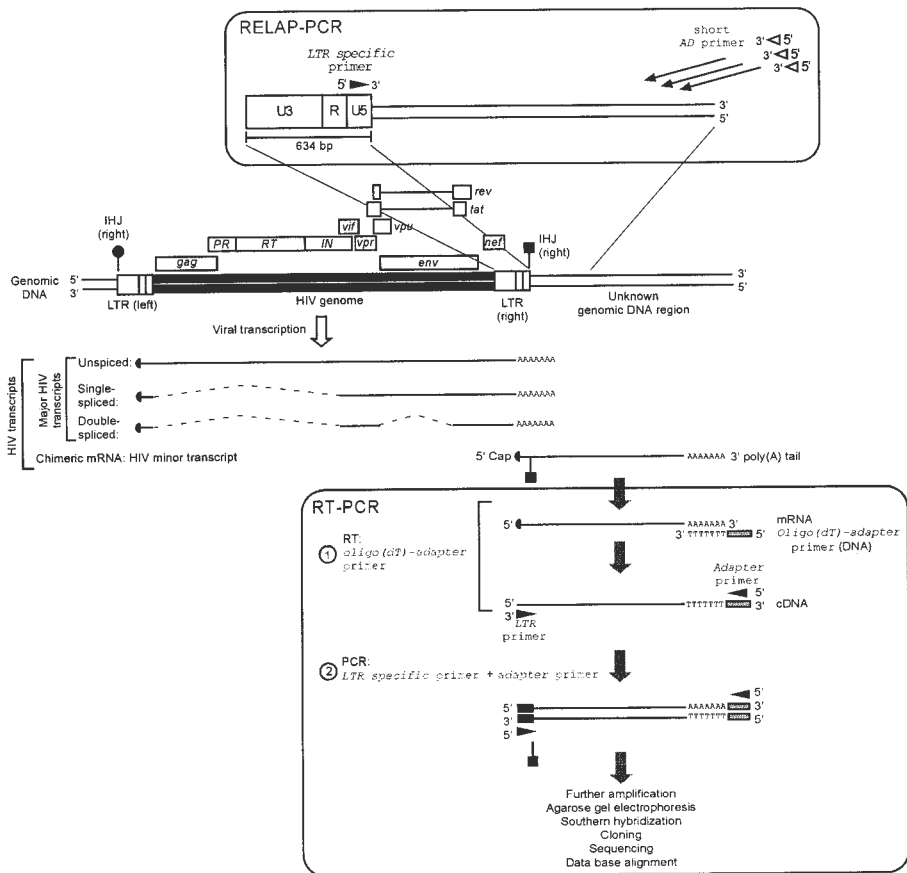 RELAP-PCR
LTR specific
primer
5' 3'
short
AD primer
3' 5'
3' 5'
3' 5'
U3 R U5
3'
5'
634 bp
rev
tat
IHJ
(right)
vif
vpu
PR RT IN vpr
nef
IHJ
(right)
gag
env
Genomic
DNA
5'
3'
3'
5'
LTR (left)
HIV genome
LTR
(right)
Unknown
genomic DNA region
Viral transcription
HIV transcripts
Major HIV
transcripts
Unspiced:
AAAAAAA
Single-
spliced:
AAAAAAA
Double-
spliced:
AAAAAAA
Chimeric mRNA: HIV minor transcript
5' Cap
AAAAAAA 3' poly(A) tail
RT-PCR
1 RT:
Oligo(dT)-adapter
primer
5'
AAAAAAA 3'
3' TTTTTTT 5'
mRNA
Oligo(dT)-adapter
primer (DNA)
Adapter
primer
5'
5'
TTTTTTT 3'
cDNA
3'
LTR
primer
2 PCR:
LTR specific primer + adapter primer
5'
5' AAAAAAA 3'
3' TTTTTTT 5'
5'
Further amplification
Agarose gel electrophoresis
Southern hybridization
Cloning
Sequencing
Data base alignment